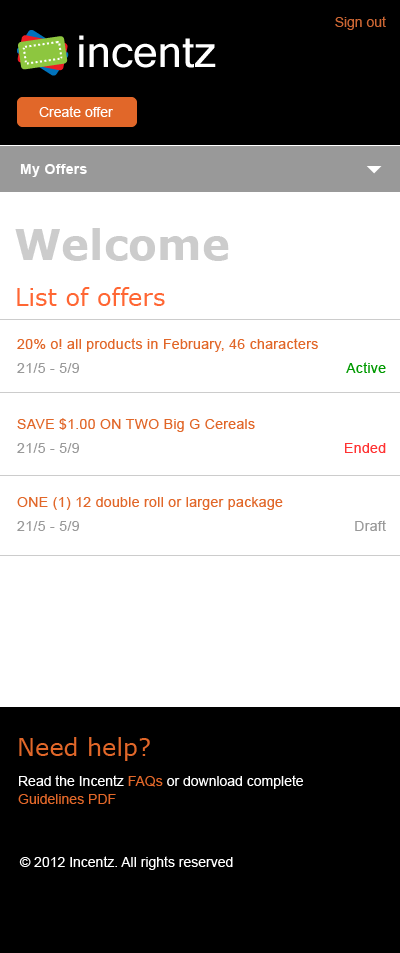 Sign out
incentz
Create offer
My Offers
Welcome
List of offers
20% o! all products in February, 46 characters
21/5 - 5/9
Active
SAVE $1.00 ON TWO Big G Cereals
21/5 - 5/9
Ended
ONE (1) 12 double roll or larger package
21/5 - 5/9
Draft
Need help?
Read the Incentz FAQs or download complete
Guidelines PDF
© 2012 Incentz. All rights reserved